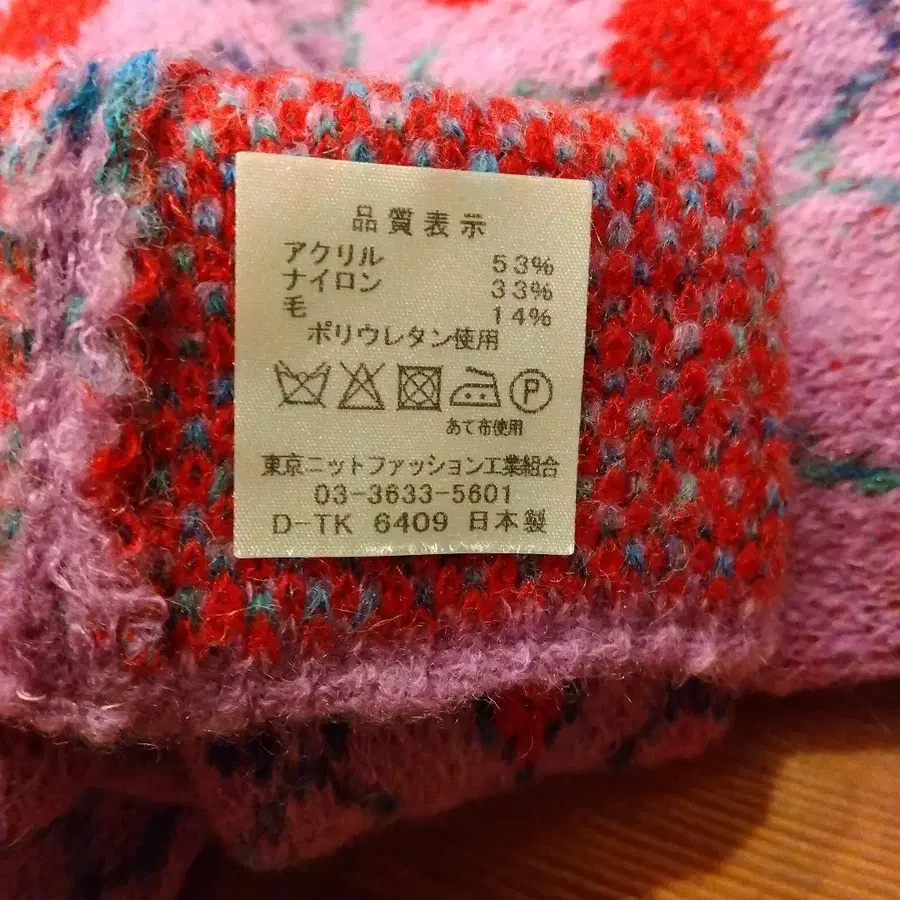 品質表示
アクリル 53%
ナイロン 33%
毛 14%
ポリウレタン使用
P
あて布使用
東京ニットファッション工業組合
03-3633-5601
D-TK 6409 日本製